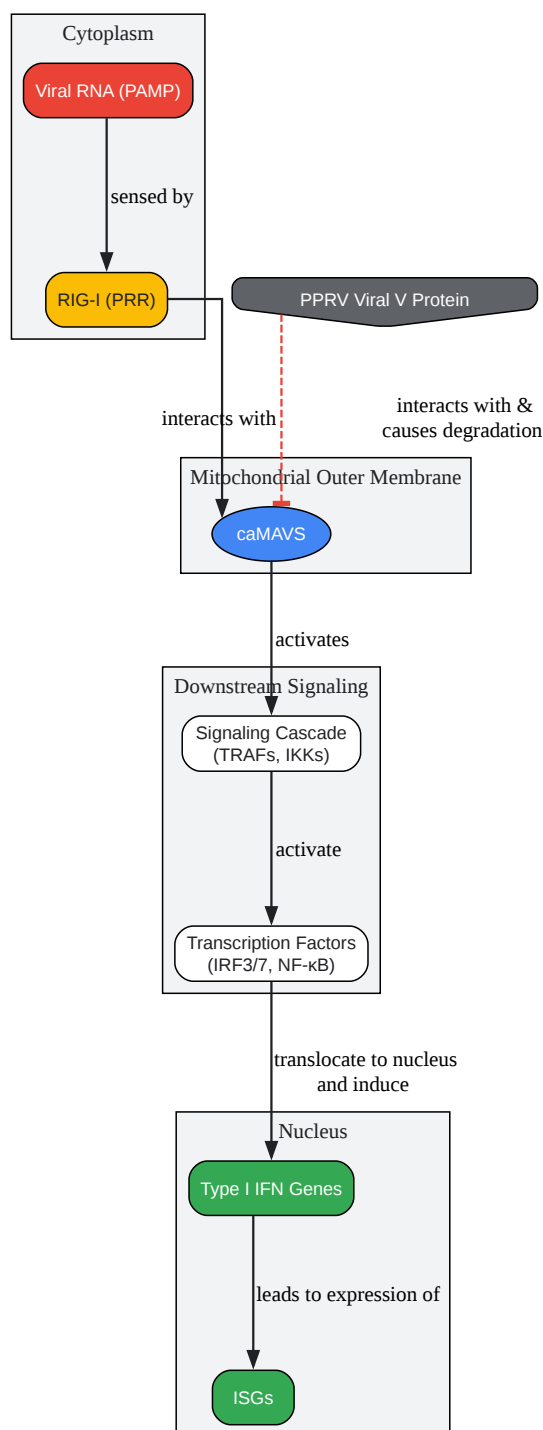 Cytoplasm
Viral RNA (PAMP)
sensed by
RIG-I (PRR)
PPRV Viral V Protein
interacts with
interacts with &
causes degradation
Mitochondrial Outer Membrane
caMAVS
activates
Downstream Signaling
Signaling Cascade
(TRAFs, IKKs)
activate
Transcription Factors
(IRF3/7, NF-κB)
translocate to nucleus
and induce
Nucleus
Type I IFN Genes
leads to expression of
ISGs